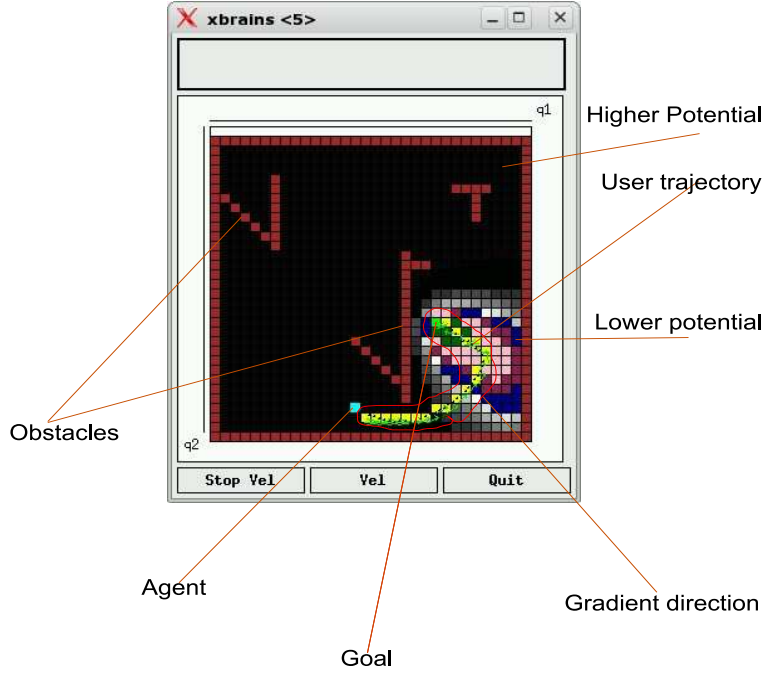 xbrains <5>
q1
Higher Potential
User trajectory
Lower potential
Obstacles
q2
Stop Vel
Vel
Quit
Agent
Gradient direction
Goal